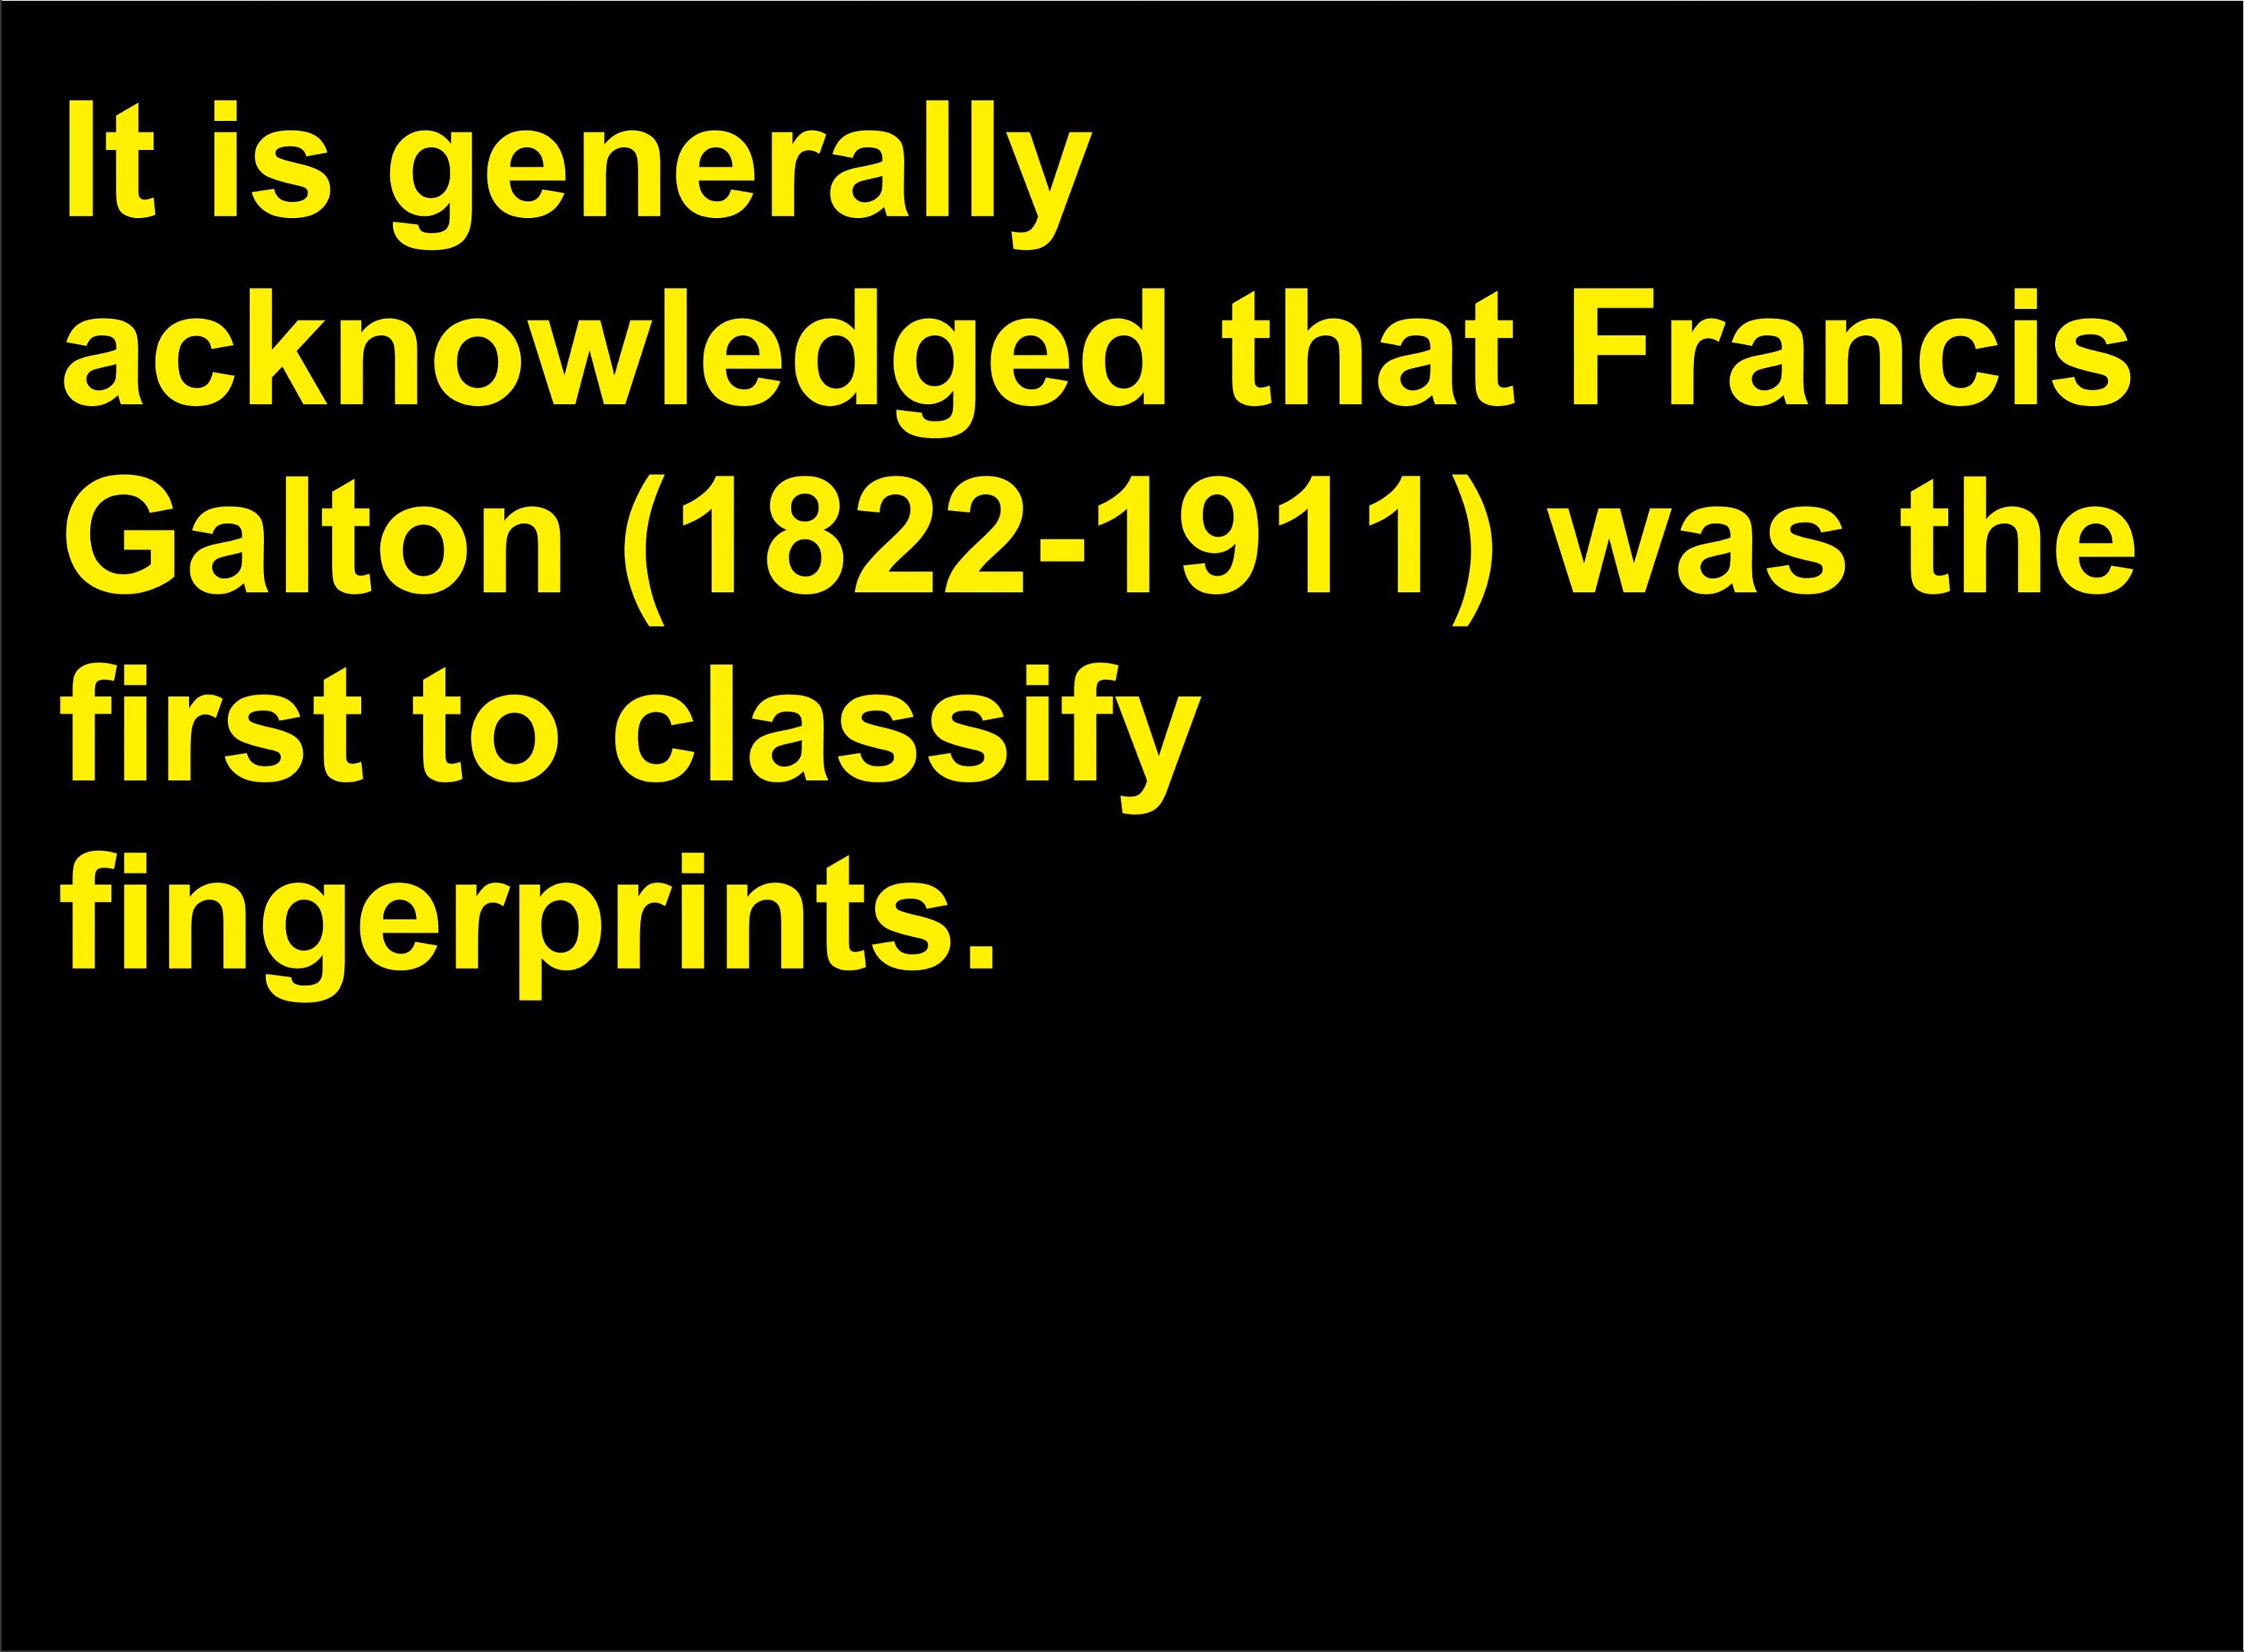 It is generally
acknowledged that Francis
Galton (1822-1911) was the
first to classify
fingerprints.